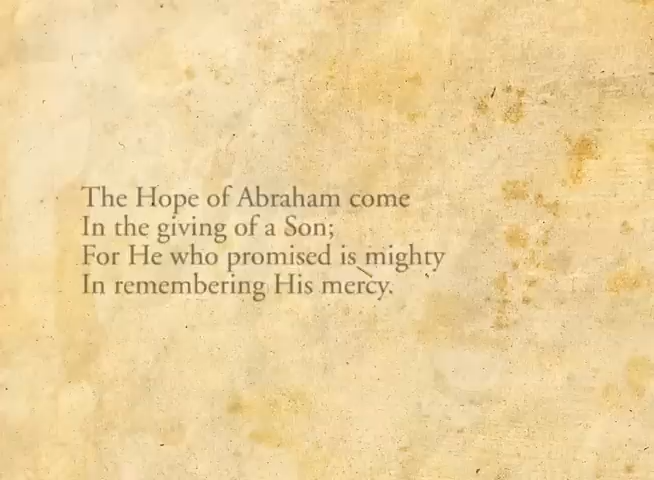 The Hope of Abraham come
In the giving of a Son;
For He who promised is mighty
In remembering His mercy.